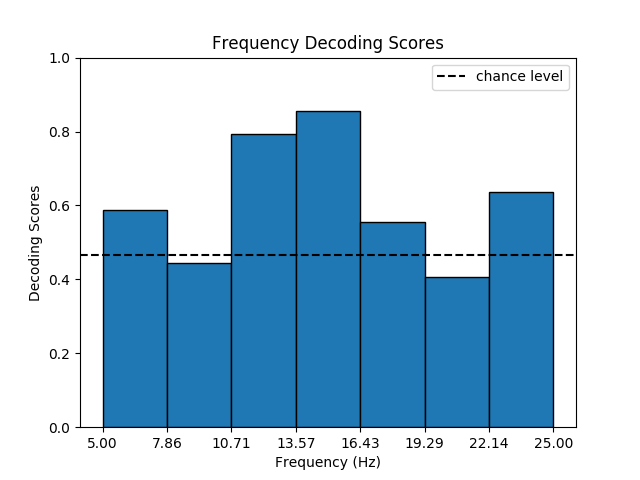 Frequency Decoding Scores
1.0
chance level
0.8
0.6
0.4
0.2
0.0
Decoding Scores
5.00 7.86 10.71 13.57 16.43 19.29 22.14 25.00
Frequency (Hz)